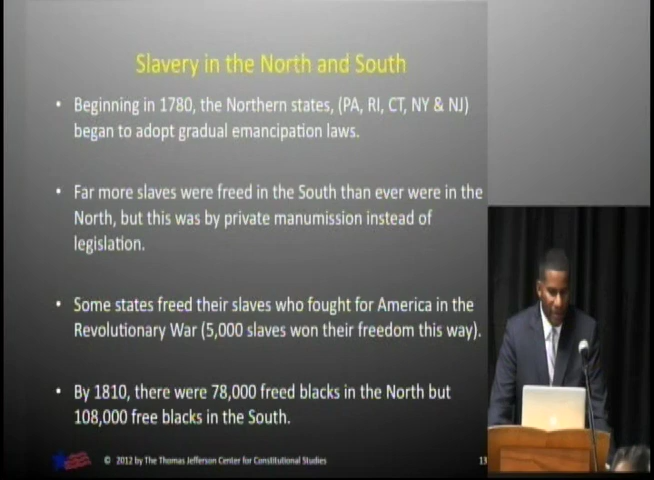 Slavery in the North and South
• Beginning in 1780, the Northern states, (PA, RI, CT, NY & NJ)
began to adopt gradual emancipation laws.
• Far more slaves were freed in the South than ever were in the
North, but this was by private manumission instead of
legislation.
• Some states freed their slaves who fought for America in the
Revolutionary War (5,000 slaves won their freedom this way).
• By 1810, there were 78,000 freed blacks in the North but
108,000 free blacks in the South.
© 2012 by The Thomas Jefferson Center for Constitutional Studies
13